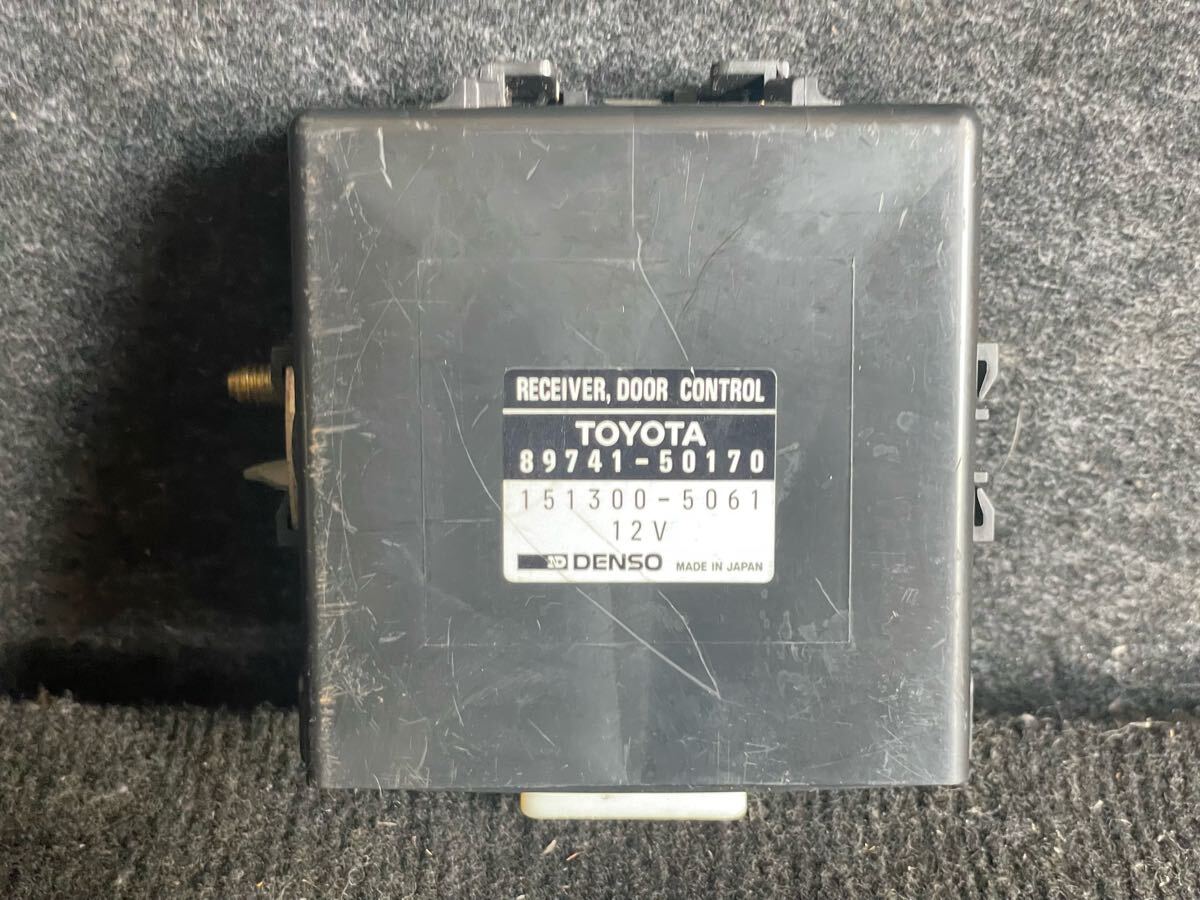 RECEIVER, DOOR CONTROL
TOYOTA
89741-50170
151300-5061
12V
DENSO MADE IN JAPAN